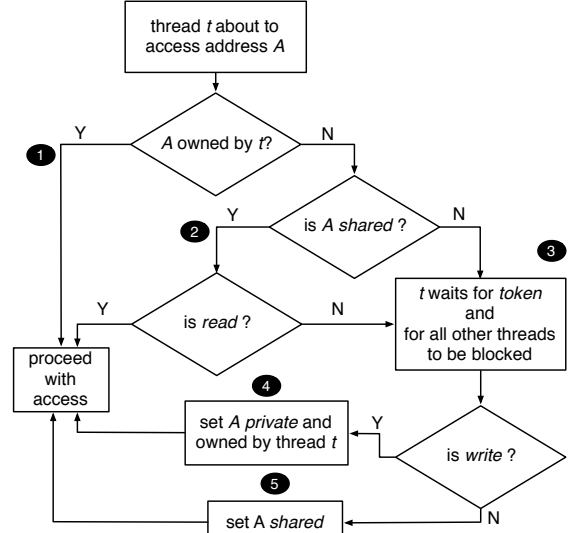 thread t about to
access address A
Y
N
1
A owned by t?
Y
N
2
is A shared ?
3
t waits for token
and
for all other threads
to be blocked
Y
N
is read ?
proceed
with
access
4
set A private and
owned by thread t
Y
is write ?
5
N
set A shared